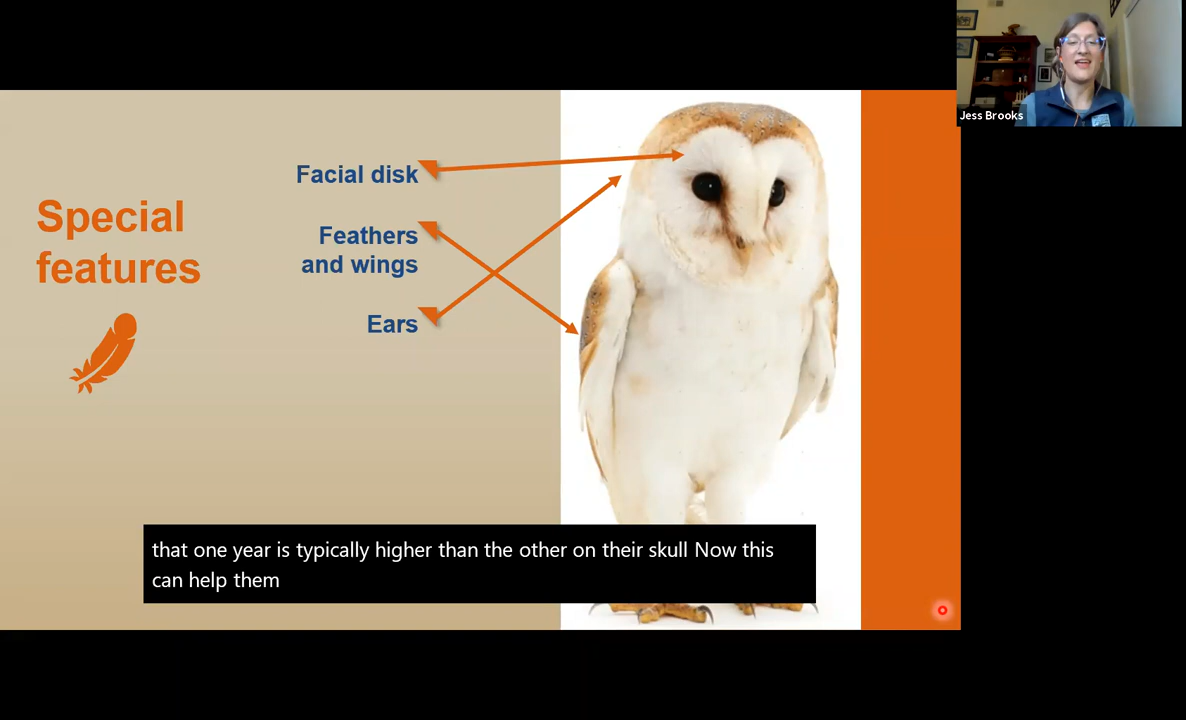 Jess Brooks
Special
features
Facial disk
Feathers
and wings
Ears
that one year is typically higher than the other on their skull Now this
can help them